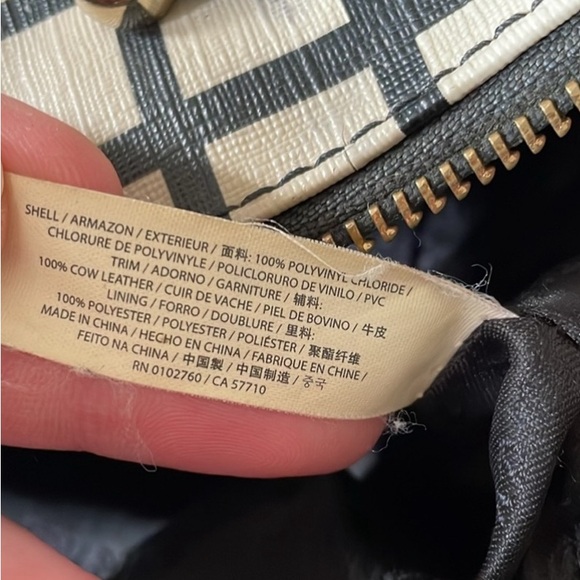 SHELL / ARMAZON / EXTERIEUR / 面料: 100% POLYVINYL CHLORIDE /
CHLORURE DE POLYVINYLE / POLICLORURO DE VINILO / PVC
TRIM / ADORNO / GARNITURE / 辅料:
100% COW LEATHER / CUIR DE VACHE / PIEL DE BOVINO / 牛皮
LINING / FORRO / DOUBLURE / 里料:
100% POLYESTER / POLYESTER / POLIÉSTER / 聚酯纤维
MADE IN CHINA / HECHO EN CHINA / FABRIQUE EN CHINE /
FEITO NA CHINA / 中國製 / 中国制造 / 중국
RN 0102760 / CA 57710